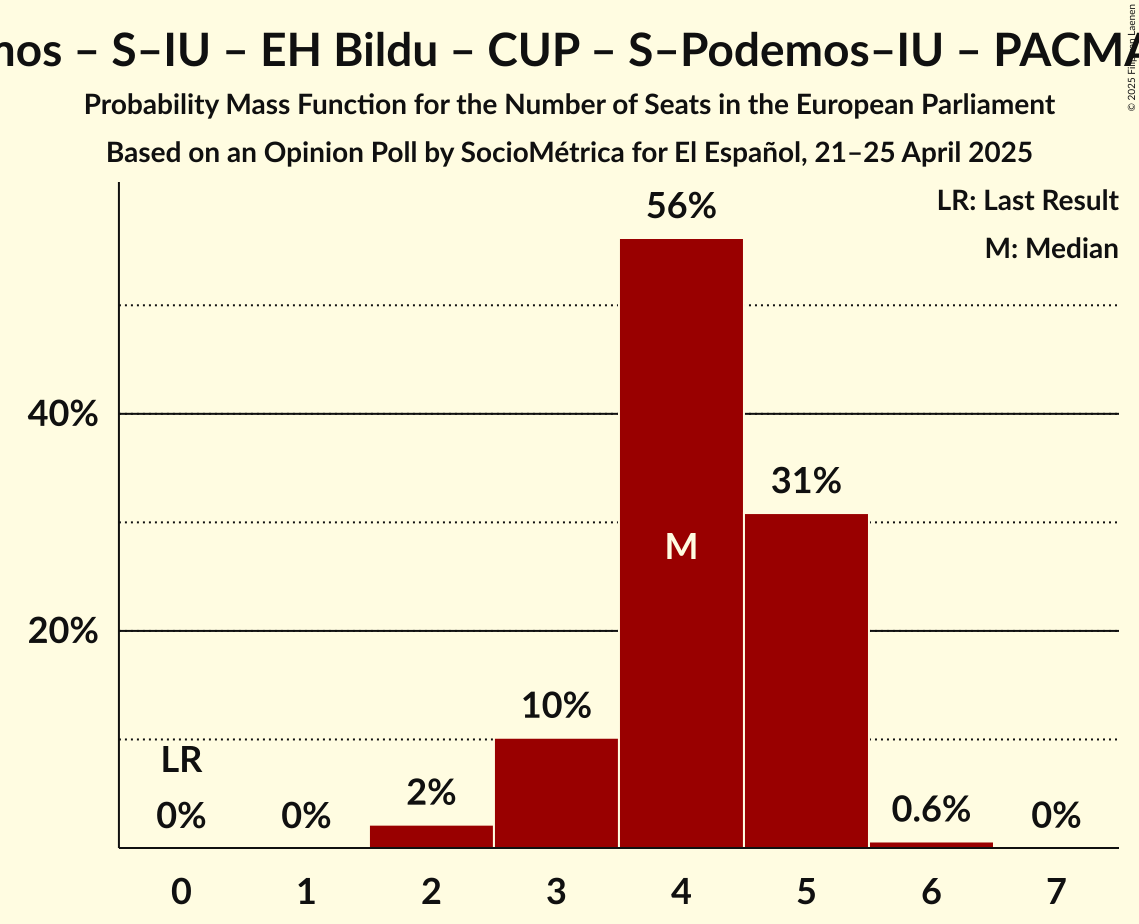 nos – S–IU – EH Bildu – CUP – S–Podemos–IU – PACMA
Probability Mass Function for the Number of Seats in the European Parliament
Based on an Opinion Poll by SocioMétrica for El Español, 21–25 April 2025
© 2025 Filip van Laenen
LR: Last Result
M: Median
56%
40%
31%
M
20%
10%
LR
2%
0.6%
0% 0% 0%
0 1 2 3 4 5 6 7